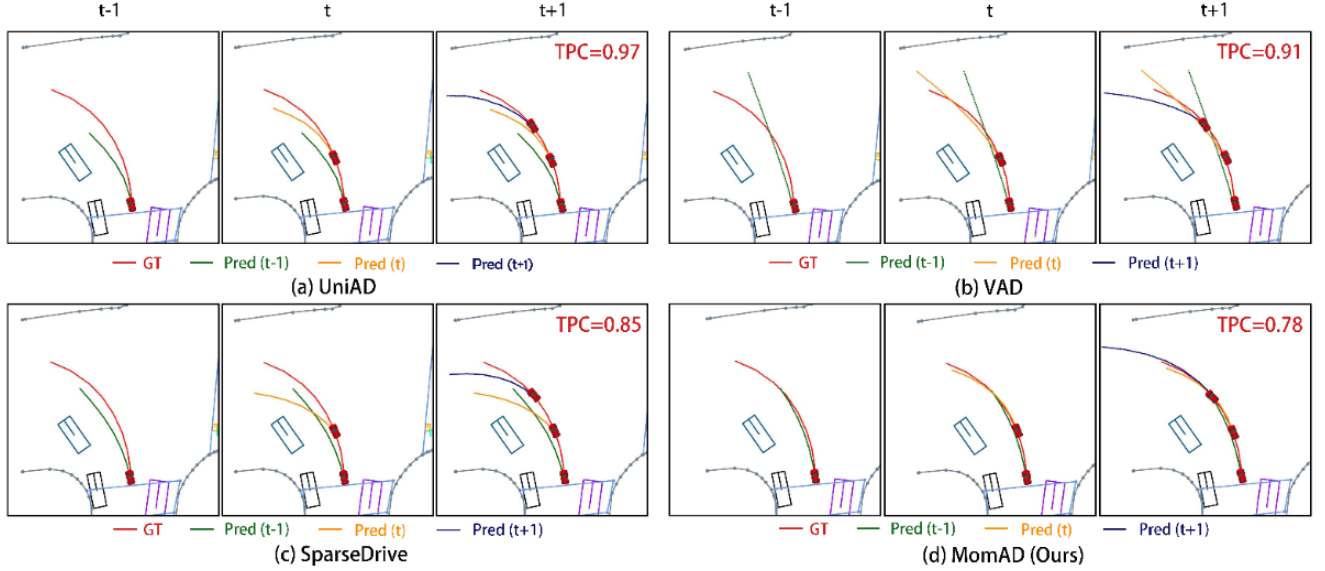 t-1 t t+1 t-1 t t+1
TPC=0.97 TPC=0.91
GT Pred (t-1) Pred (t) Pred (t+1) GT Pred (t-1) Pred (t) Pred (t+1)
(a) UniAD (b) VAD
TPC=0.85 TPC=0.78
GT Pred (t-1) Pred (t) Pred (t+1) GT Pred (t-1) Pred (t) Pred (t+1)
(c) SparseDrive (d) MomAD (Ours)